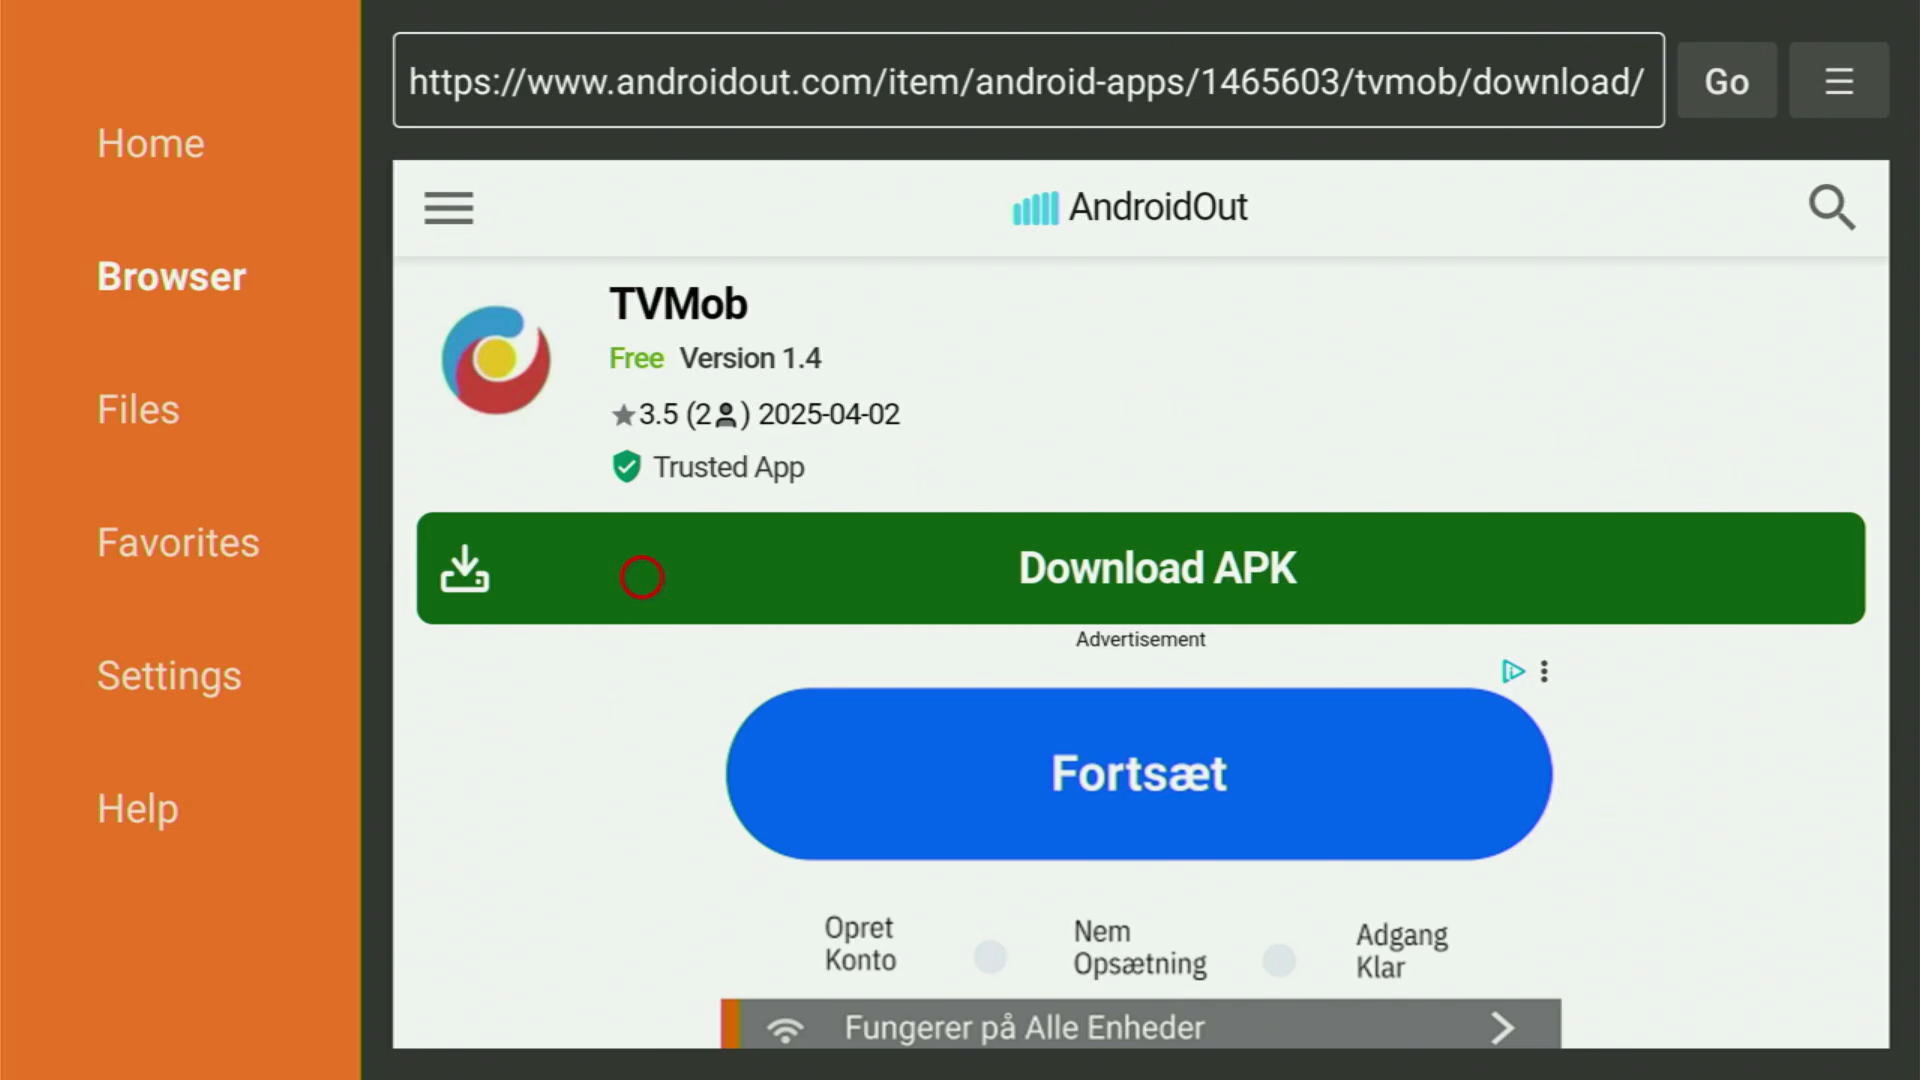 Home
Browser
Files
Favorites
Settings
Help
https://www.androidout.com/item/android-apps/1465603/tvmob/download/
Go
AndroidOut
TVMob
Free Version 1.4
3.5 (2) 2025-04-02
Trusted App
Download APK
Advertisement
Fortsæt
Opret
Konto
Nem
Opsætning
Adgang
Klar
Fungerer på Alle Enheder